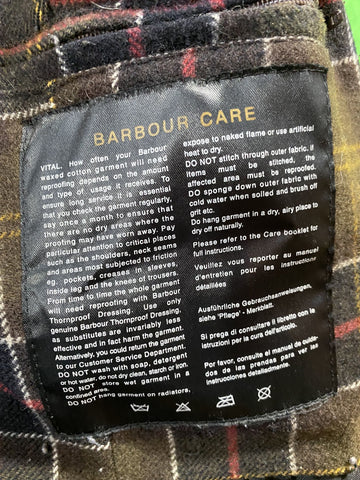 BARBOUR CARE
VITAL. How often your Barbour
waxed cotton garment will need
reproofing depends on the amount
and type of usage it receives. To
ensure long service it is essential
that you check the garment regularly,
say once a month to ensure that
there are no dry areas where the
proofing may have worn away. Pay
particular attention to critical places
such as the shoulders, neck seams
and areas most subjected to friction
eg. pockets, creases in sleeves,
inside leg and the knees of trousers.
From time to time the whole garment
will need reproofing with Barbour
Thornproof Dressing. Use only
genuine Barbour Thornproof Dressing,
as substitutes are invariably less
effective and in fact harm the garment.
Alternatively, you could return the garment
to our Customer Service Department.
DO NOT wash with soap, detergent
or hot water, do not dry clean, starch or iron.
DO NOT store wet garment in a
confined area.
DO NOT hang garment on radiators,
expose to naked flame or use artificial
heat to dry.
DO NOT stitch through outer fabric. If
items must be stitched, the
affected area must be reproofed.
DO sponge down outer fabric with
cold water when soiled and brush off
grit etc.
Do hang garment in a dry, airy place to
dry off naturally.
Please refer to the Care booklet for
full instructions.
Veuillez vous reporter au manuel
d'entretien pour les instructions
détaillées.
Ausführliche Gebrauchsanweisung,
siehe "Pflege" - Merkblatt.
Si prega di consultare il libretto con le
istruzioni per la cura dell'articolo.
Por favor, consulte el manual de cuida-
dos de las prendas para ver las
instrucciones detalladas.